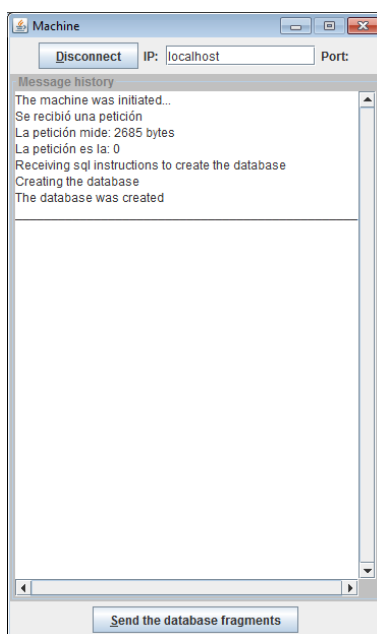 Machine
Disconnect IP: localhost Port:
Message history
The machine was initiated...
Se recibió una petición
La petición mide: 2685 bytes
La petición es la: 0
Receiving sql instructions to create the database
Creating the database
The database was created
Send the database fragments